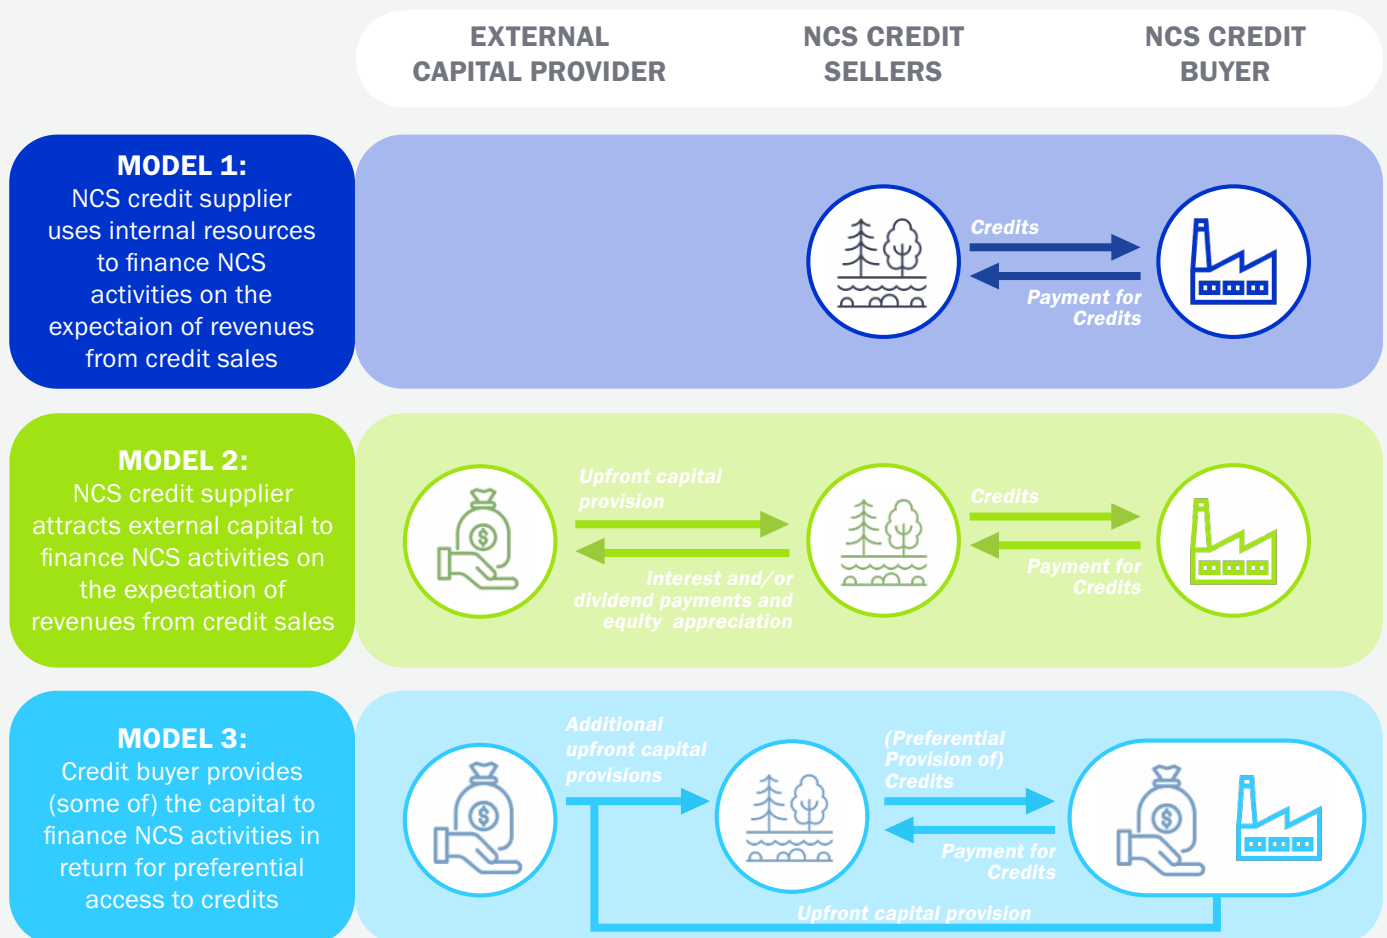 EXTERNAL
CAPITAL PROVIDER
NCS CREDIT
SELLERS
NCS CREDIT
BUYER
MODEL 1:
NCS credit supplier
uses internal resources
to finance NCS
activities on the
expectaion of revenues
from credit sales
Credits
Payment for
Credits
MODEL 2:
NCS credit supplier
attracts external capital to
finance NCS activities on
the expectation of
revenues from credit sales
Upfront capital
provision
Interest and/or
dividend payments and
equity appreciation
Credits
Payment for
Credits
MODEL 3:
Credit buyer provides
(some of) the capital to
finance NCS activities in
return for preferential
access to credits
Additional
upfront capital
provisions
(Preferential
Provision of)
Credits
Payment for
Credits
Upfront capital provision
$
$
$